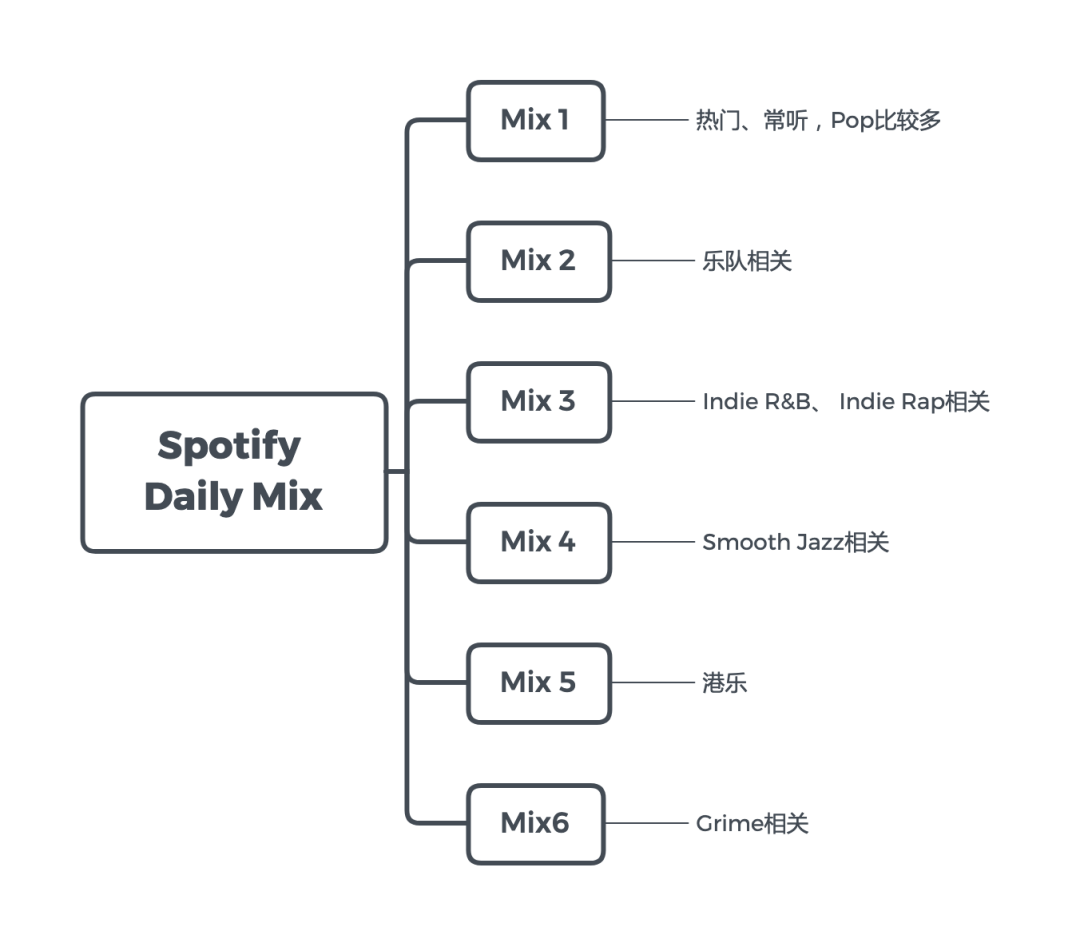 Mix 1
热门、常听，Pop比较多
Mix 2
乐队相关
Mix 3
Indie R&B、 Indie Rap相关
Spotify
Daily Mix
Mix 4
Smooth Jazz相关
Mix 5
港乐
Mix6
Grime相关